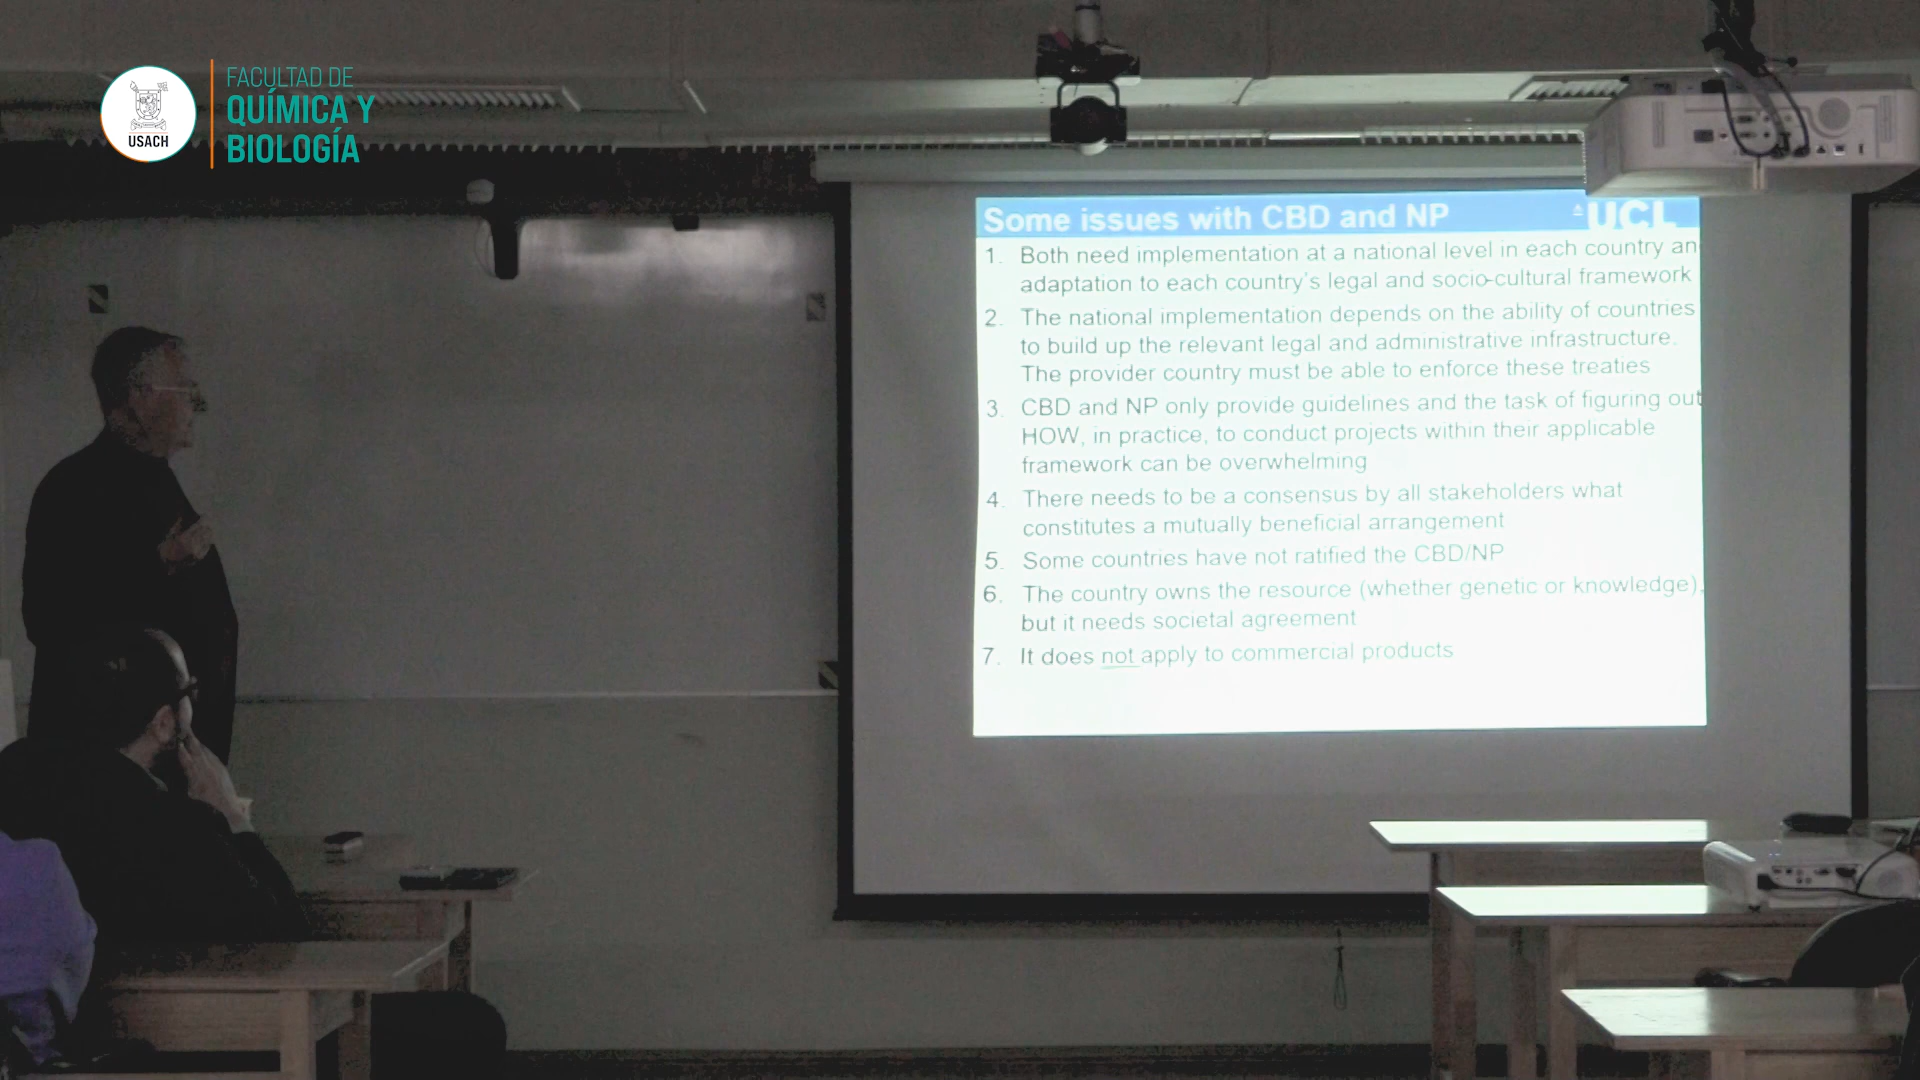 USACH
FACULTAD DE
QUÍMICA Y
BIOLOGÍA
Some issues with CBD and NP
UCL
1. Both need implementation at a national level in each country an
adaptation to each country's legal and socio-cultural framework
2. The national implementation depends on the ability of countries
to build up the relevant legal and administrative infrastructure.
The provider country must be able to enforce these treaties
3. CBD and NP only provide guidelines and the task of figuring out
HOW, in practice, to conduct projects within their applicable
framework can be overwhelming
4. There needs to be a consensus by all stakeholders what
constitutes a mutually beneficial arrangement
5. Some countries have not ratified the CBD/NP
6. The country owns the resource (whether genetic or knowledge),
but it needs societal agreement
7. It does not apply to commercial products